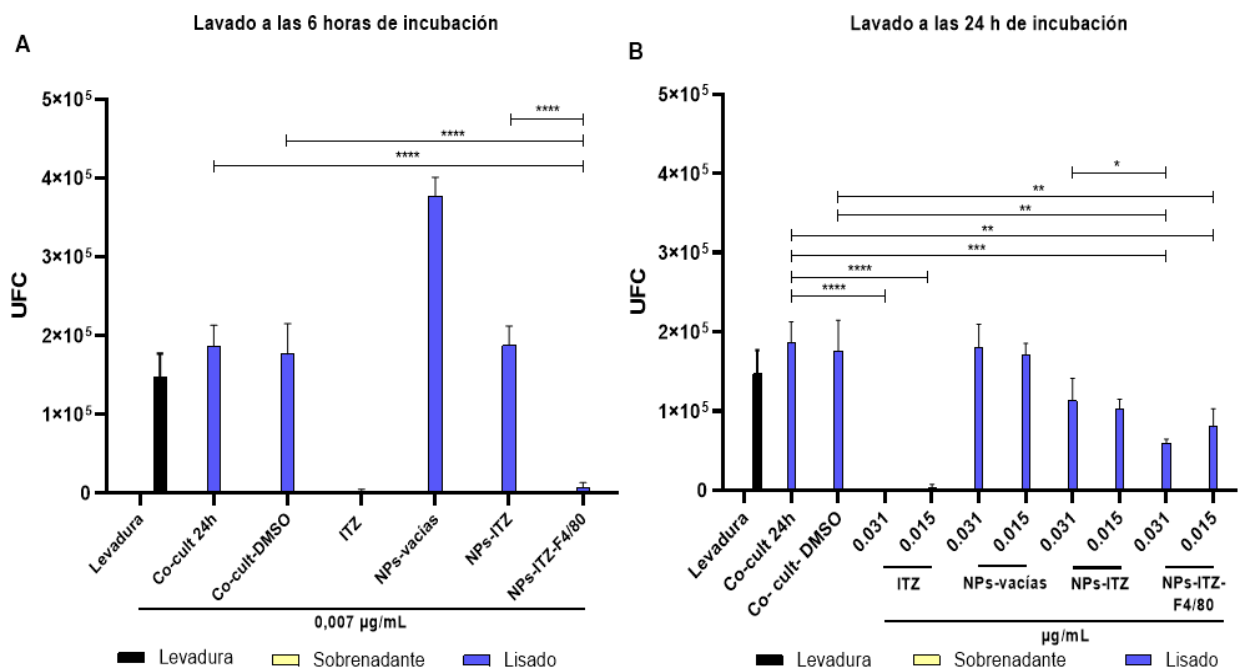 Lavado a las 6 horas de incubación
A
UFC
5×10⁵
4×10⁵
3×10⁵
2×10⁵
1×10⁵
0
****
****
****
Levadura
Co-cult 24h
Co-cult-DMSO
ITZ
NPs-vacías
NPs-ITZ
NPs-ITZ-F4/80
0,007 µg/mL
Levadura Sobrenadante Lisado
Lavado a las 24 h de incubación
B
UFC
5×10⁵
4×10⁵
3×10⁵
2×10⁵
1×10⁵
0
*
**
**
**
***
****
****
Levadura
Co-cult 24h
Co- cult- DMSO
0.031
0.015
0.031
0.015
0.031
0.015
0.031
0.015
ITZ NPs-vacías NPs-ITZ NPs-ITZ-
F4/80
µg/mL
Levadura Sobrenadante Lisado